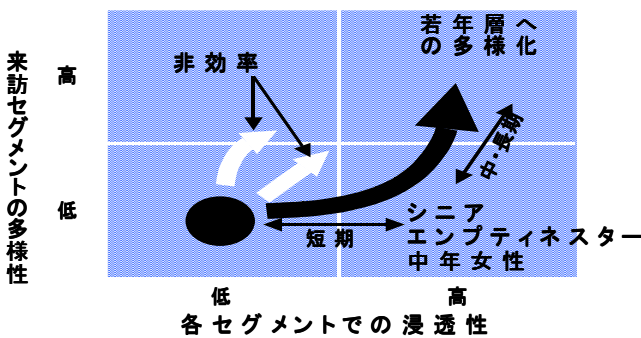 若年層へ
の多様化
非効率
来訪セグメントの多様性
高
低
中・長期
短期
シニア
エンプティネスター
中年女性
低
高
各セグメントでの浸透性